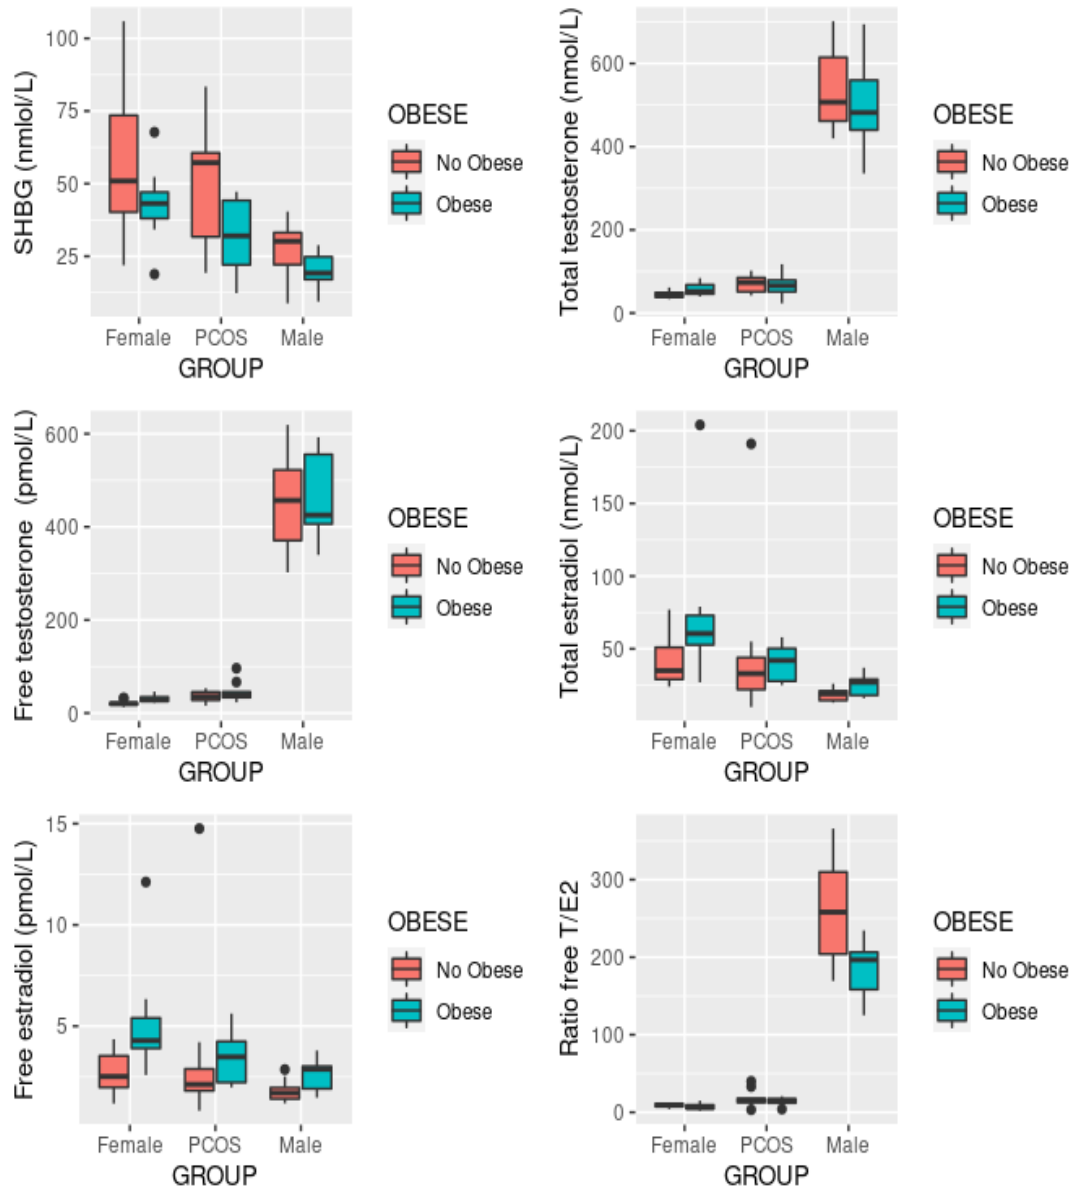 SHBG (nmlol/L)
100
75
50
25
Female PCOS Male
GROUP
OBESE
No Obese
Obese
Total testosterone (nmol/L)
600
400
200
0
Female PCOS Male
GROUP
OBESE
No Obese
Obese
Free testosterone (pmol/L)
600
400
200
0
Female PCOS Male
GROUP
OBESE
No Obese
Obese
Total estradiol (nmol/L)
200
150
100
50
Female PCOS Male
GROUP
OBESE
No Obese
Obese
Free estradiol (pmol/L)
15
10
5
Female PCOS Male
GROUP
OBESE
No Obese
Obese
Ratio free T/E2
300
200
100
0
Female PCOS Male
GROUP
OBESE
No Obese
Obese